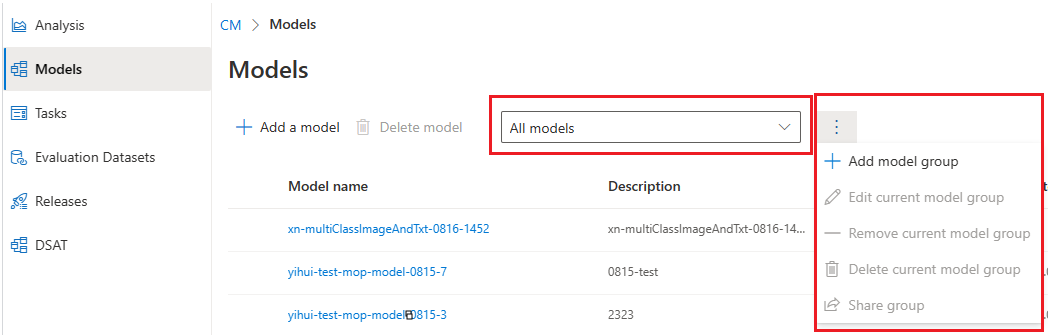 Analysis
Models
Tasks
Evaluation Datasets
Releases
DSAT
CM > Models
Models
Add a model
Delete model
All models
Add model group
Edit current model group
Remove current model group
Delete current model group
Share group
Model name Description
xn-multiClassImageAndTxt-0816-1452 xn-multiClassImageAndTxt-0816-14...
yihui-test-mop-model-0815-7 0815-test
yihui-test-mop-model-0815-3 2323